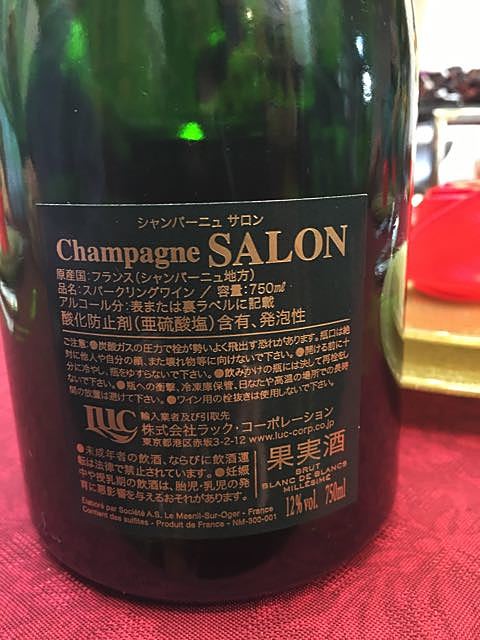 シャンパーニュ サロン
Champagne SALON
原産国:フランス(シャンパーニュ地方)
品名:スパークリングワイン / 容量:750mℓ
アルコール分:表または裏ラベルに記載
酸化防止剤(亜硫酸塩)含有、発泡性
ご注意:●炭酸ガスの圧力で栓が勢いよく飛出す恐れがあります。瓶口は絶
対に他人や自分の顔、また壊れ物等に向けないで下さい。●開ける前に十
分に冷やし、瓶をゆすらないで下さい。●飲みかけの瓶には決して再栓をし
ないで下さい。●瓶への衝撃、冷凍庫保管、日なたや高温の場所での長時
間の放置は避けて下さい。●ワイン用の栓抜きは使用しないで下さい。
LUC
輸入業者及び引取先
株式会社ラック・コーポレーション
東京都港区赤坂3-2-12 www.luc-corp.co.jp
●未成年者の飲酒、ならびに飲酒運
転は法律で禁止されています。●妊娠
中や授乳期の飲酒は、胎児・乳児の発
育に悪影響を与えるおそれがあります。
果実酒
BRUT
BLANC DE BLANCS
MILLESIME
12% vol. 750ml
Elaboré par Société A.S. Le Mesnil-Sur-Oger - France
Contient des sulfites - Produit de France - NM-300-001